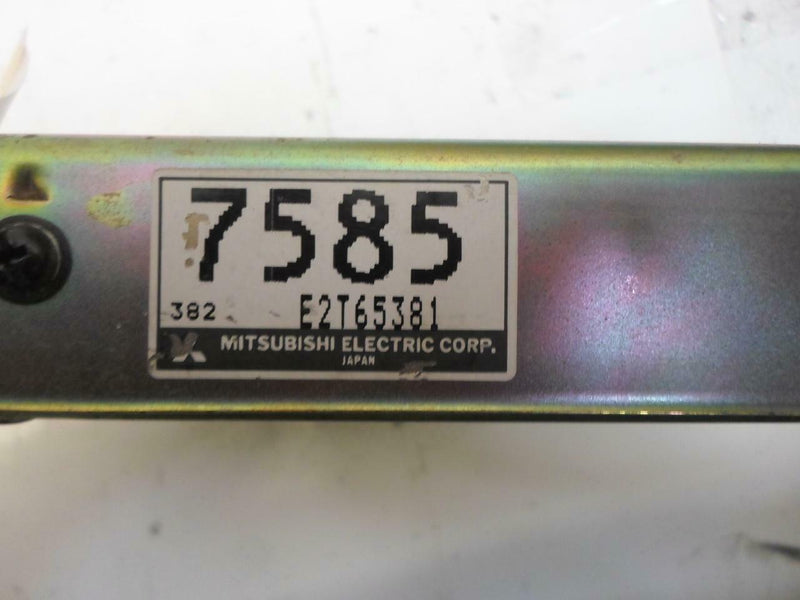 7585
382 E2T65381
MITSUBISHI ELECTRIC CORP.
JAPAN